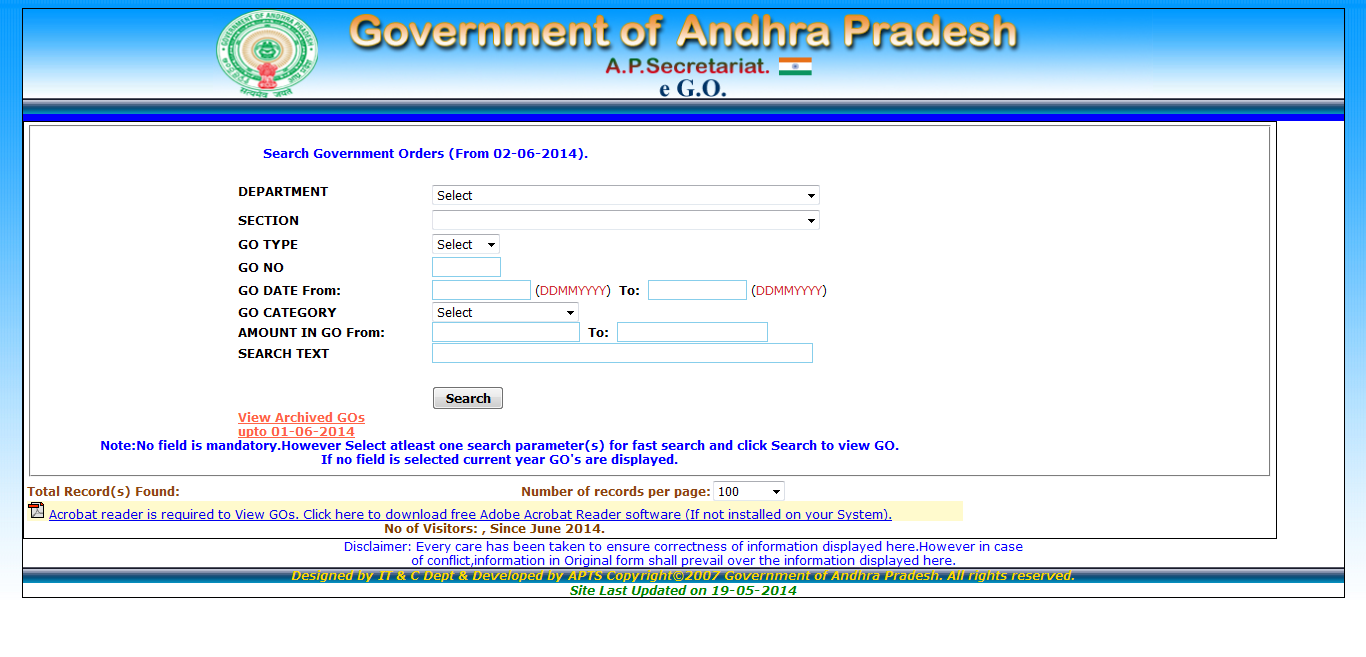 Government of Andhra Pradesh
A.P.Secretariat.
e G.O.
GOVERNMENT OF ANDHRA PRADESH
सत्यमेव जयते
Search Government Orders (From 02-06-2014).
DEPARTMENT Select
SECTION
GO TYPE Select
GO NO
GO DATE From: (DDMMYYYY) To: (DDMMYYYY)
GO CATEGORY Select
AMOUNT IN GO From: To:
SEARCH TEXT
Search
View Archived GOs
upto 01-06-2014
Note:No field is mandatory.However Select atleast one search parameter(s) for fast search and click Search to view GO.
If no field is selected current year GO's are displayed.
Total Record(s) Found: Number of records per page: 100
Acrobat reader is required to View GOs. Click here to download free Adobe Acrobat Reader software (If not installed on your System).
No of Visitors: , Since June 2014.
Disclaimer: Every care has been taken to ensure correctness of information displayed here.However in case
of conflict,information in Original form shall prevail over the information displayed here.
Designed by IT & C Dept & Developed by APTS Copyright©2007 Government of Andhra Pradesh. All rights reserved.
Site Last Updated on 19-05-2014